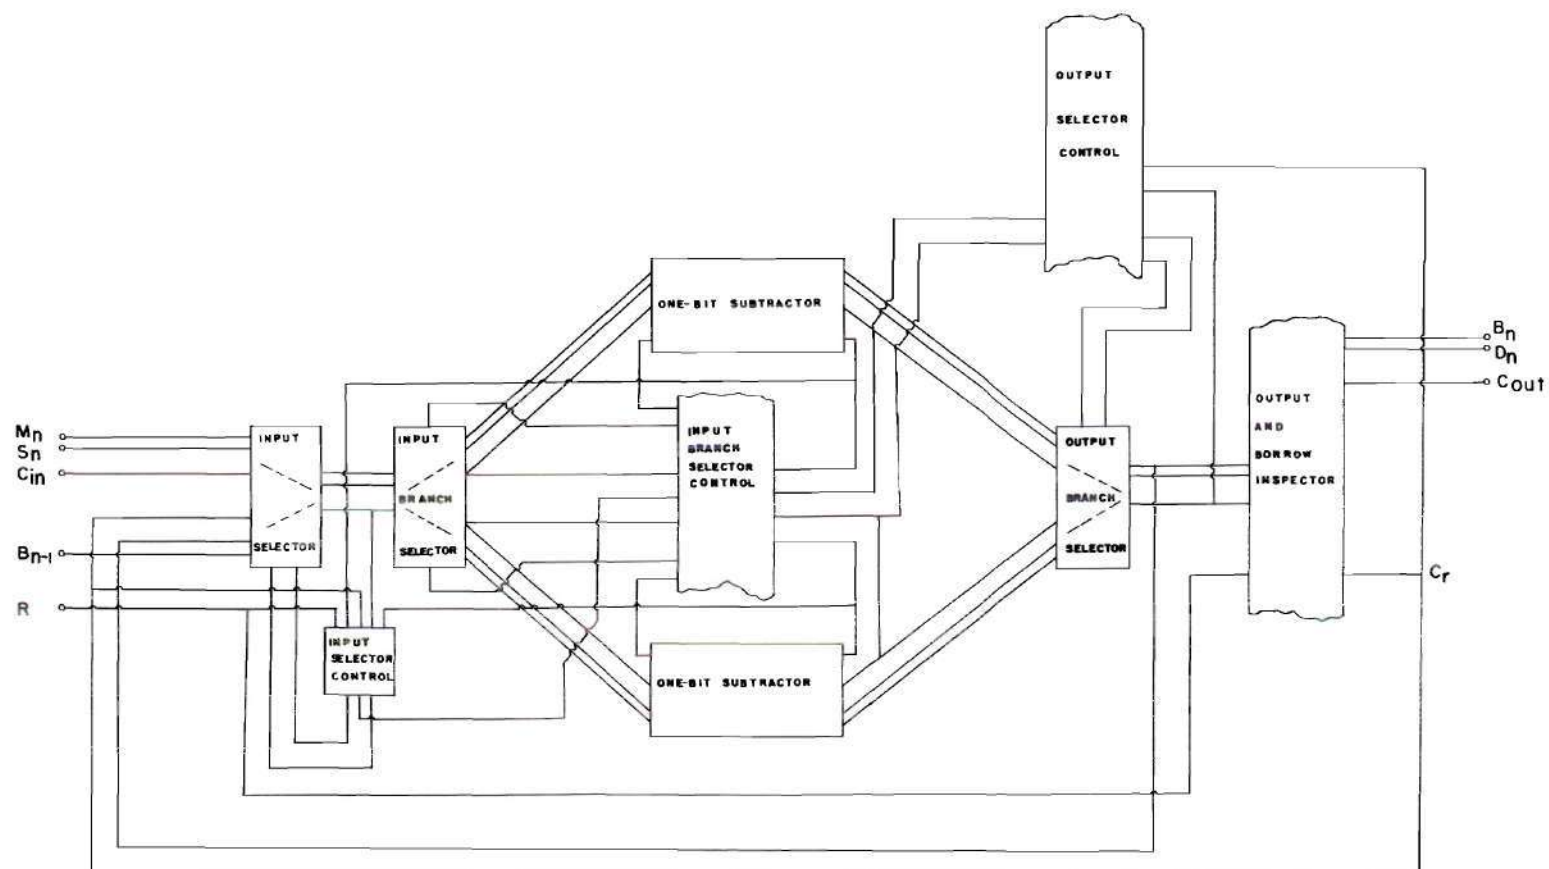 OUTPUT
SELECTOR
CONTROL
ONE-BIT SUBTRACTOR
Bn
Dn
Cout
OUTPUT
AND
BORROW
INSPECTOR
Mn
Sn
Cin
Bn-1
R
INPUT
SELECTOR
INPUT
BRANCH
SELECTOR
INPUT
BRANCH
SELECTOR
CONTROL
OUTPUT
BRANCH
SELECTOR
Cr
INPUT
SELECTOR
CONTROL
ONE-BIT SUBTRACTOR